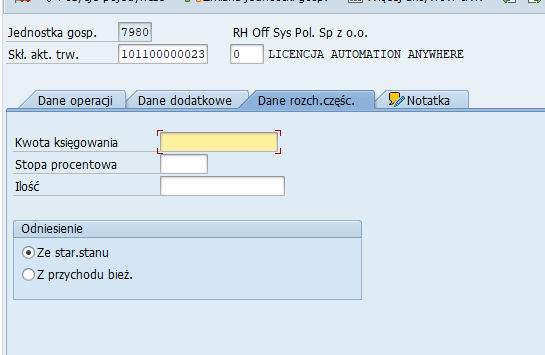 Jednostka gosp. 7980 RH Off Sys Pol. Sp z o.o.
Skł. akt. trw. 101100000023 0 LICENCJA AUTOMATION ANYWHERE
Dane operacji Dane dodatkowe Dane rozch.częśc. Notatka
Kwota księgowania
Stopa procentowa
Ilość
Odniesienie
Ze star.stanu
Z przychodu bież.